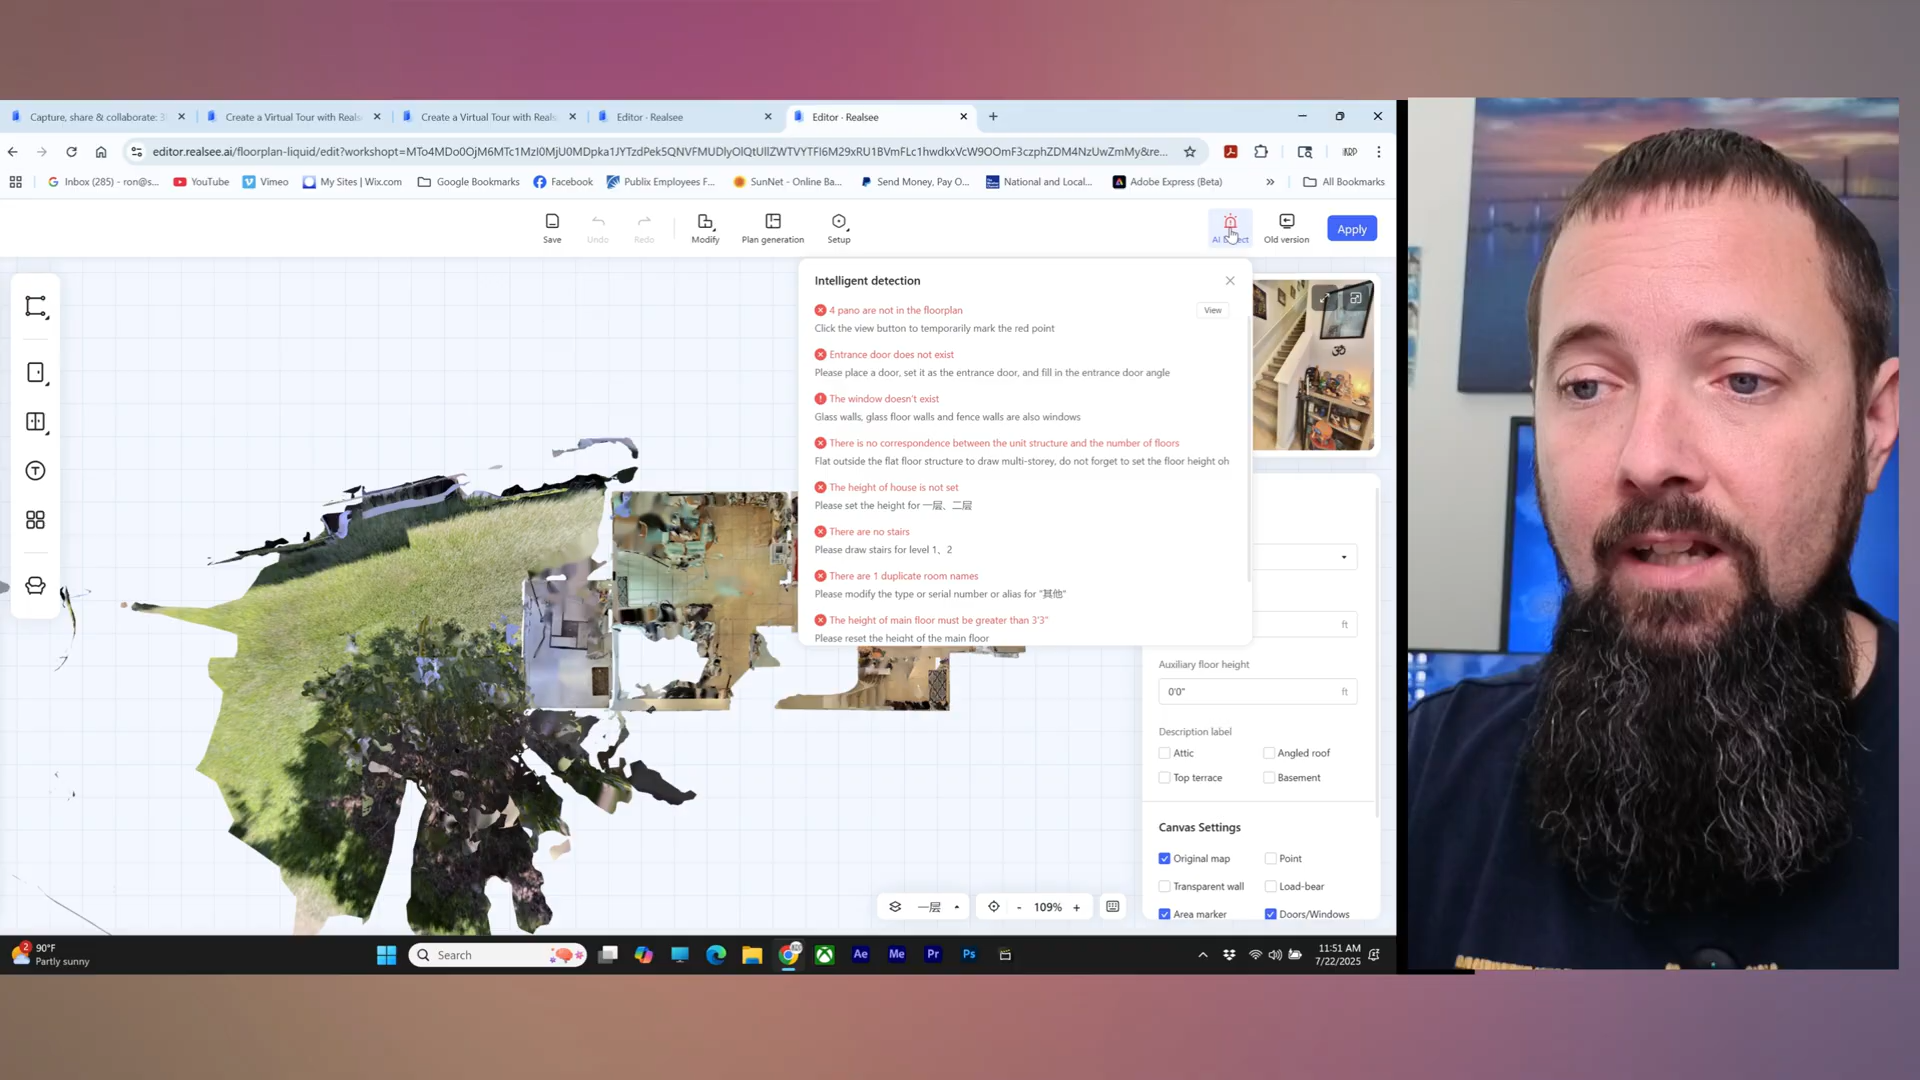 Capture, share & collaborate: 3
Create a Virtual Tour with Reals
Create a Virtual Tour with Reals
Editor - Realsee
Editor - Realsee
editor.realsee.ai/floorplan-liquid/edit?workshopt=
Inbox (285) - ron@s...
YouTube
Vimeo
My Sites | Wix.com
Google Bookmarks
Facebook
Publix Employees F...
SunNet - Online Ba...
Send Money, Pay O...
National and Local...
Adobe Express (Beta)
All Bookmarks
Save
Undo
Redo
Modify
Plan generation
Setup
Old version
Apply
Intelligent detection
4 pano are not in the floorplan
View
Click the view button to temporarily mark the red point
Entrance door does not exist
Please place a door, set it as the entrance door, and fill in the entrance door angle
The window doesn't exist
Glass walls, glass floor walls and fence walls are also windows
There is no correspondence between the unit structure and the number of floors
Flat outside the flat floor structure to draw multi-storey, do not forget to set the floor height oh
The height of house is not set
Please set the height for 一层、二层
There are no stairs
Please draw stairs for level 1、2
There are 1 duplicate room names
Please modify the type or serial number or alias for "其他"
The height of main floor must be greater than 3'3"
Please reset the height of the main floor
ft
Auxiliary floor height
0'0"
ft
Description label
Attic
Angled roof
Top terrace
Basement
Canvas Settings
Original map
Point
Transparent wall
Load-bear
Area marker
Doors/Windows
一层
- 109% +
2
90°F
Partly sunny
Search
Ae
Me
Pr
Ps
11:51 AM
7/22/2025